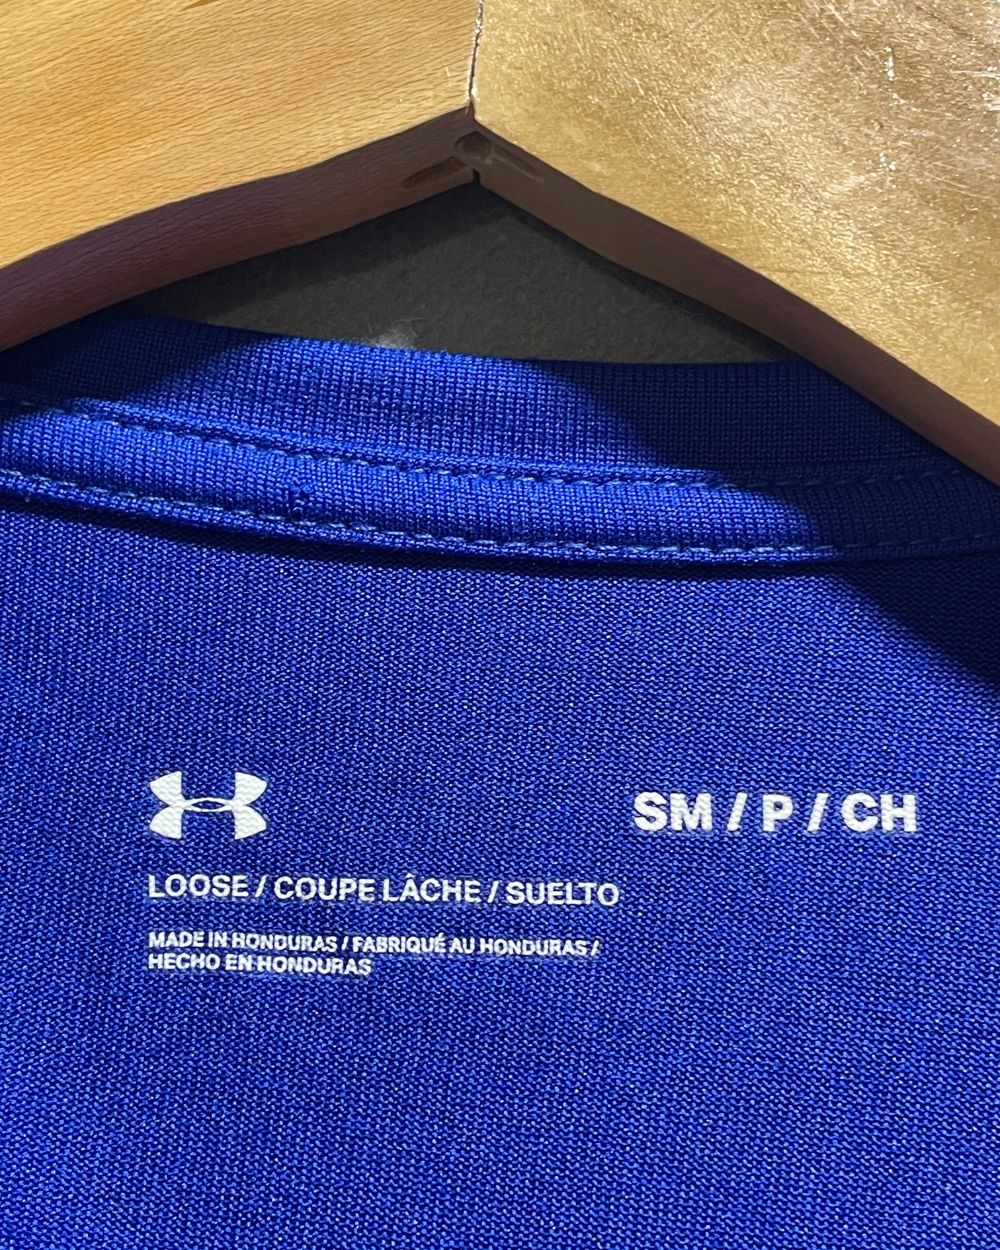 SM / P / CH
LOOSE / COUPE LÂCHE / SUELTO
MADE IN HONDURAS / FABRIQUÉ AU HONDURAS /
HECHO EN HONDURAS